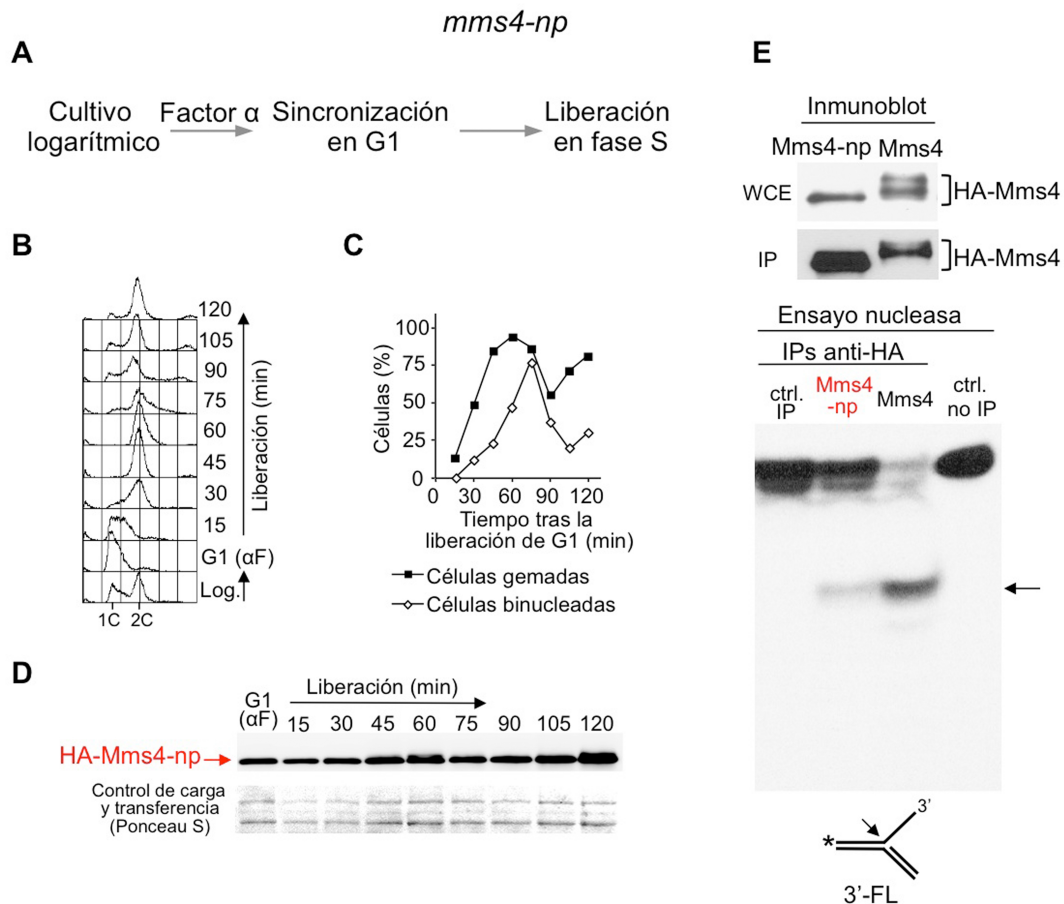 mms4-np
A
Cultivo
logarítmico
Factor α
Sincronización
en G1
Liberación
en fase S
B
120
105
90
75
60
45
30
15
G1 (αF)
Log.
Liberación (min)
1C 2C
C
Células (%)
100
75
50
25
0
0 30 60 90 120
Tiempo tras la
liberación de G1 (min)
Células gemadas
Células binucleadas
D
G1
(αF)
Liberación (min)
15 30 45 60 75 90 105 120
HA-Mms4-np
Control de carga
y transferencia
(Ponceau S)
E
Inmunoblot
Mms4-np Mms4
WCE
HA-Mms4
IP
HA-Mms4
Ensayo nucleasa
IPs anti-HA
ctrl.
IP
Mms4
-np
Mms4
ctrl.
no IP
*
3’
3’-FL